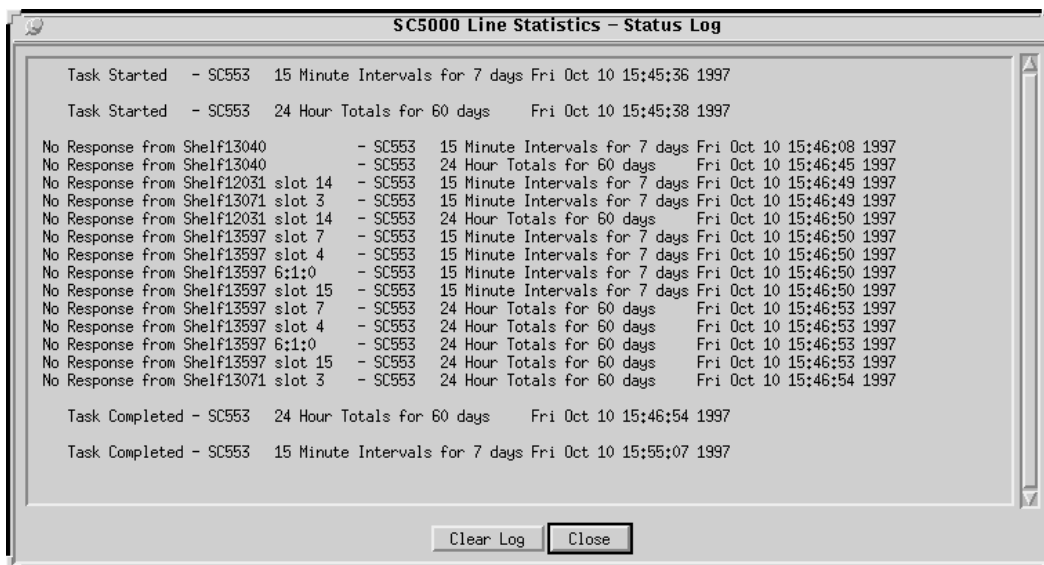 SC5000 Line Statistics – Status Log
Task Started - SC553 15 Minute Intervals for 7 days Fri Oct 10 15:45:36 1997
Task Started - SC553 24 Hour Totals for 60 days Fri Oct 10 15:45:38 1997
No Response from Shelf13040 - SC553 15 Minute Intervals for 7 days Fri Oct 10 15:46:08 1997
No Response from Shelf13040 - SC553 24 Hour Totals for 60 days Fri Oct 10 15:46:45 1997
No Response from Shelf12031 slot 14 - SC553 15 Minute Intervals for 7 days Fri Oct 10 15:46:49 1997
No Response from Shelf13071 slot 3 - SC553 15 Minute Intervals for 7 days Fri Oct 10 15:46:49 1997
No Response from Shelf12031 slot 14 - SC553 24 Hour Totals for 60 days Fri Oct 10 15:46:50 1997
No Response from Shelf13597 slot 7 - SC553 15 Minute Intervals for 7 days Fri Oct 10 15:46:50 1997
No Response from Shelf13597 slot 4 - SC553 15 Minute Intervals for 7 days Fri Oct 10 15:46:50 1997
No Response from Shelf13597 6:1:0 - SC553 15 Minute Intervals for 7 days Fri Oct 10 15:46:50 1997
No Response from Shelf13597 slot 15 - SC553 15 Minute Intervals for 7 days Fri Oct 10 15:46:50 1997
No Response from Shelf13597 slot 7 - SC553 24 Hour Totals for 60 days Fri Oct 10 15:46:53 1997
No Response from Shelf13597 slot 4 - SC553 24 Hour Totals for 60 days Fri Oct 10 15:46:53 1997
No Response from Shelf13597 6:1:0 - SC553 24 Hour Totals for 60 days Fri Oct 10 15:46:53 1997
No Response from Shelf13597 slot 15 - SC553 24 Hour Totals for 60 days Fri Oct 10 15:46:53 1997
No Response from Shelf13071 slot 3 - SC553 24 Hour Totals for 60 days Fri Oct 10 15:46:54 1997
Task Completed - SC553 24 Hour Totals for 60 days Fri Oct 10 15:46:54 1997
Task Completed - SC553 15 Minute Intervals for 7 days Fri Oct 10 15:55:07 1997
Clear Log Close